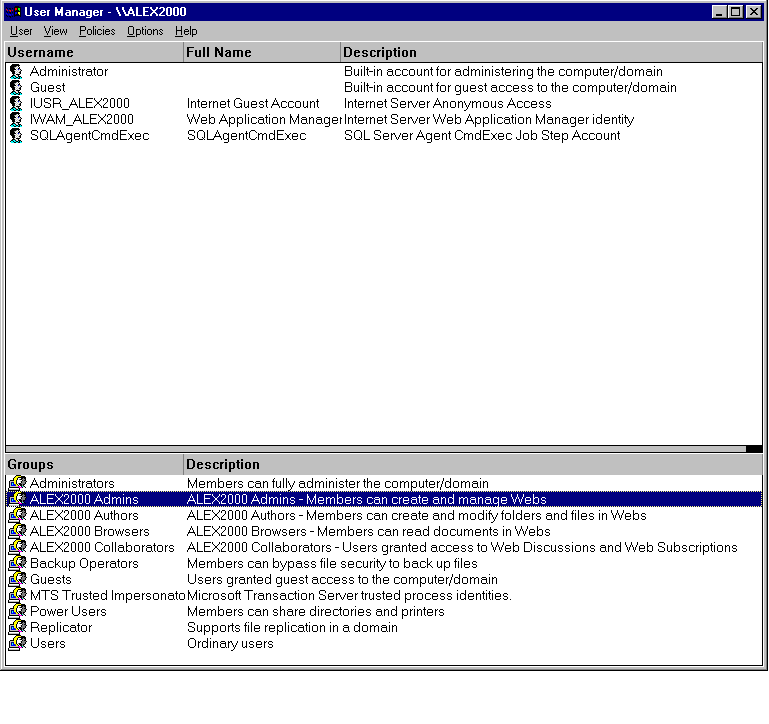 User Manager - \\ALEX2000
User View Policies Options Help
Username Full Name Description
Administrator Built-in account for administering the computer/domain
Guest Built-in account for guest access to the computer/domain
IUSR_ALEX2000 Internet Guest Account Internet Server Anonymous Access
IWAM_ALEX2000 Web Application Manager Internet Server Web Application Manager identity
SQLAgentCmdExec SQLAgentCmdExec SQL Server Agent CmdExec Job Step Account
Groups Description
Administrators Members can fully administer the computer/domain
ALEX2000 Admins ALEX2000 Admins - Members can create and manage Webs
ALEX2000 Authors ALEX2000 Authors - Members can create and modify folders and files in Webs
ALEX2000 Browsers ALEX2000 Browsers - Members can read documents in Webs
ALEX2000 Collaborators ALEX2000 Collaborators - Users granted access to Web Discussions and Web Subscriptions
Backup Operators Members can bypass file security to back up files
Guests Users granted guest access to the computer/domain
MTS Trusted Impersonato Microsoft Transaction Server trusted process identities.
Power Users Members can share directories and printers
Replicator Supports file replication in a domain
Users Ordinary users